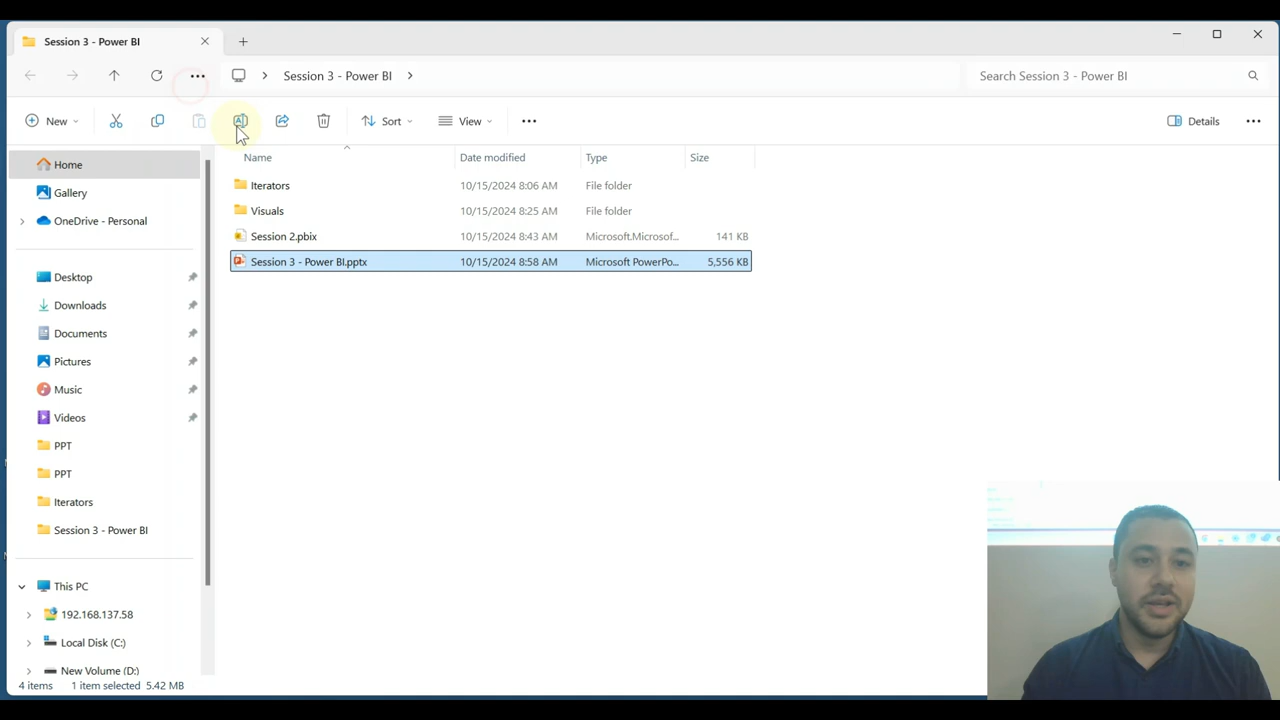 Session 3 - Power BI
Session 3 - Power BI
Search Session 3 - Power BI
New
Sort
View
Details
Name
Date modified
Type
Size
Home
Gallery
OneDrive - Personal
Desktop
Downloads
Documents
Pictures
Music
Videos
PPT
PPT
Iterators
Session 3 - Power BI
This PC
192.168.137.58
Local Disk (C:)
New Volume (D:)
Iterators 10/15/2024 8:06 AM File folder
Visuals 10/15/2024 8:25 AM File folder
Session 2.pbix 10/15/2024 8:43 AM Microsoft.Microsof... 141 KB
Session 3 - Power BI.pptx 10/15/2024 8:58 AM Microsoft PowerPo... 5,556 KB
4 items 1 item selected 5.42 MB